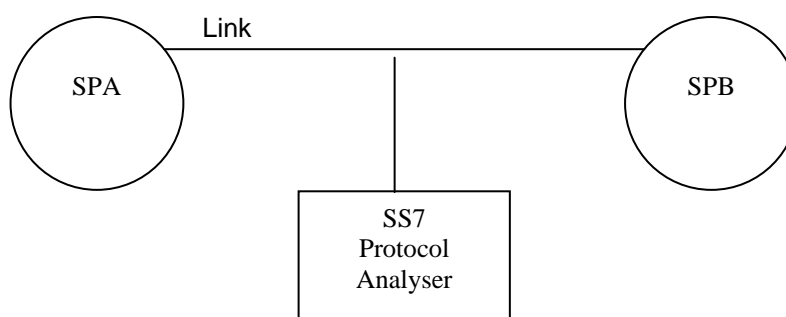 Link
SPA
SPB
SS7
Protocol
Analyser